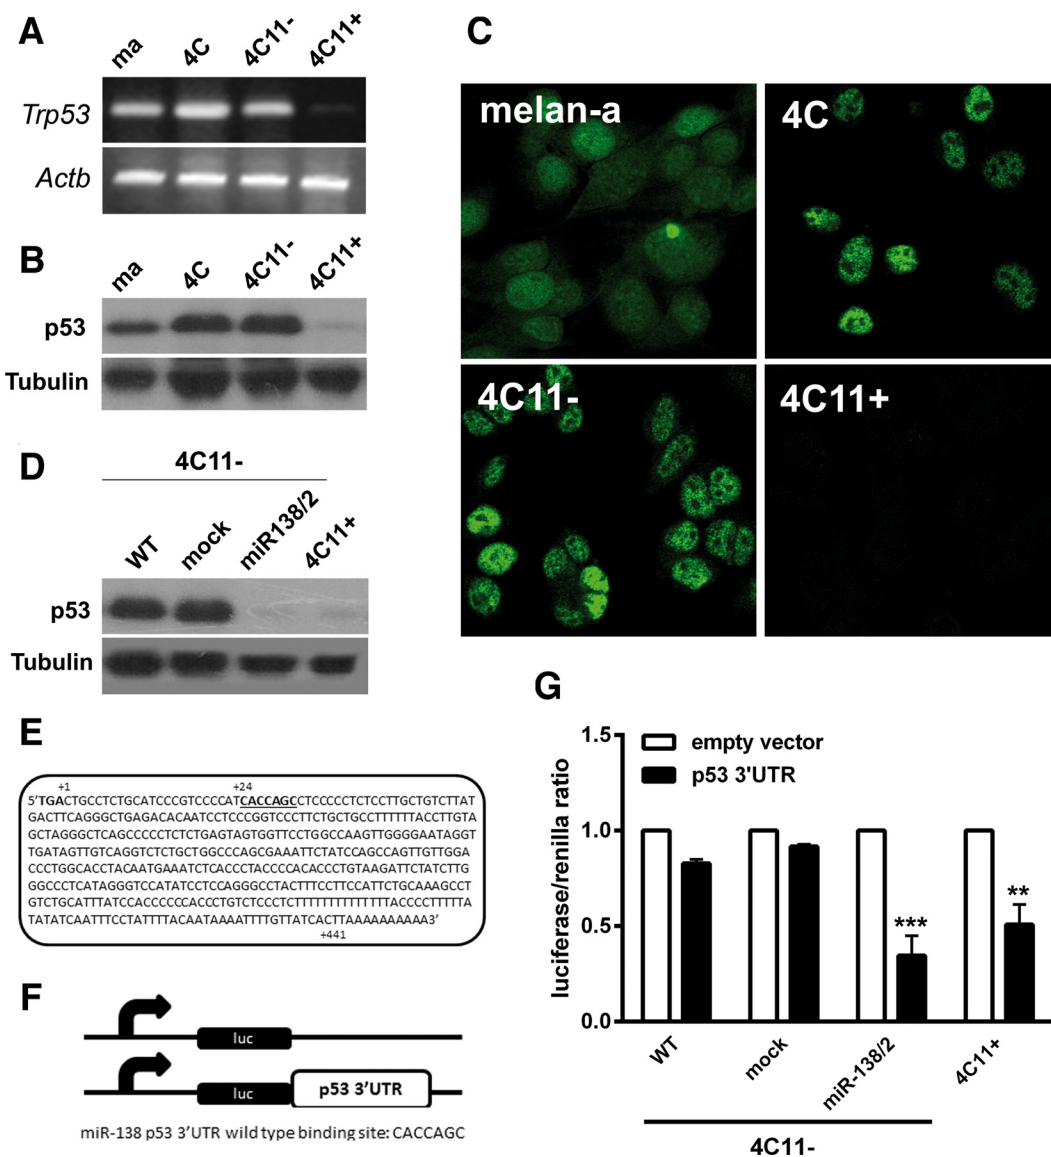 A
ma
4C
4C11-
4C11+
Trp53
Actb
B
ma
4C
4C11-
4C11+
p53
Tubulin
C
melan-a
4C
4C11-
4C11+
D
4C11-
WT
mock
miR138/2
4C11+
p53
Tubulin
E
+1
+24
5’TGACTGCCTCTGCATCCCGTCCCCATCACCAGCCTCCCCCTCTCCTTGCTGTCTTAT
GACTTCAGGGCTGAGACACAATCCTCCCGGTCCCTTCTGCTGCCTTTTTTACCTTGTA
GCTAGGGCTCAGCCCCCTCTCTGAGTAGTGGTTCCTGGCCAAGTTGGGGAATAGGT
TGATAGTTGTCAGGTCTCTGCTGGCCCAGCGAAATTCTATCCAGCCAGTTGTTGGA
CCCTGGCACCTACAATGAAATCTCACCCTACCCCACACCCTGTAAGATTCTATCTTG
GGCCCTCATAGGGTCCATATCCTCCAGGGCCTACTTTCCTTCCATTCTGCAAAGCCT
GTCTGCATTTATCCACCCCCCACCCTGTCTCCCTCTTTTTTTTTTTTTTTACCCCTTTTTA
TATATCAATTTCCTATTTTACAATAAAATTTTGTTATCACTTAAAAAAAAAAA3’
+441
F
luc
luc
p53 3’UTR
miR-138 p53 3’UTR wild type binding site: CACCAGC
G
luciferase/renilla ratio
1.5
1.0
0.5
0.0
empty vector
p53 3'UTR
***
**
WT
mock
miR-138/2
4C11+
4C11-